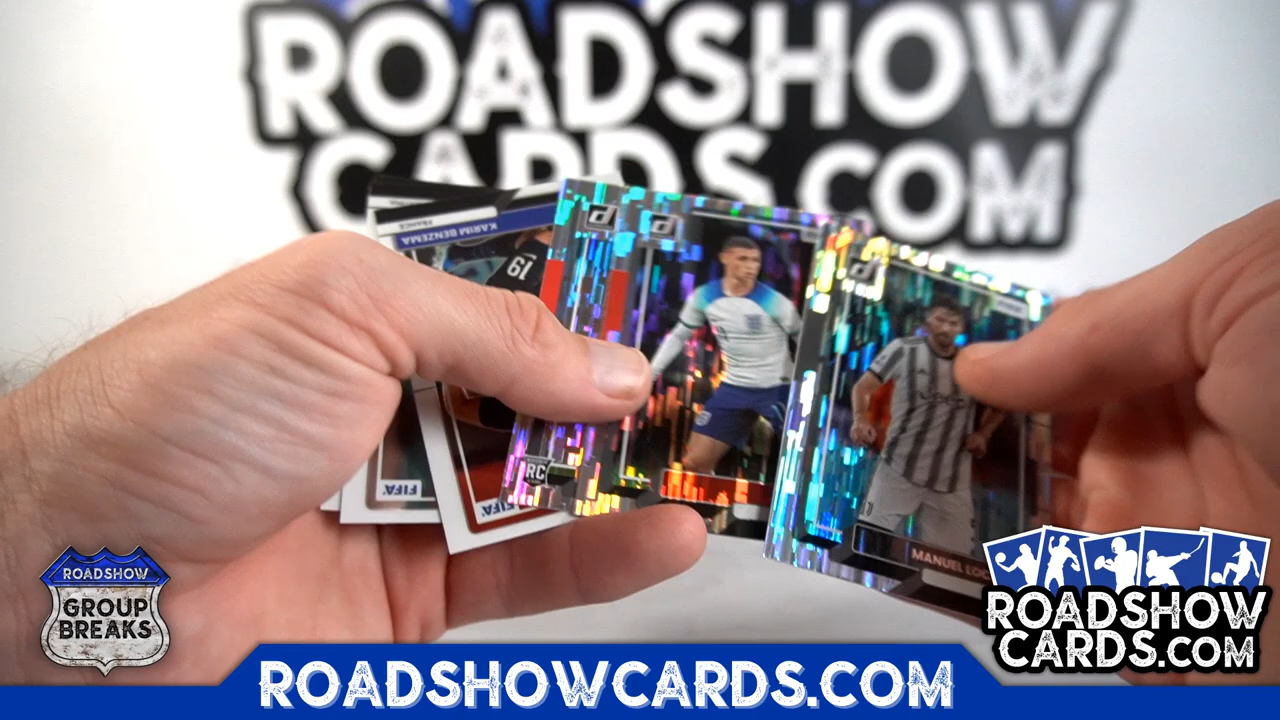 ROADSHOW
CARDS.COM
FRANCE
KARIM BENZEMA
19
d
d
d
RC
FIFA
FIFA
MANUEL
ROADSHOW
GROUP
BREAKS
ROADSHOW
CARDS.COM
ROADSHOWCARDS.COM